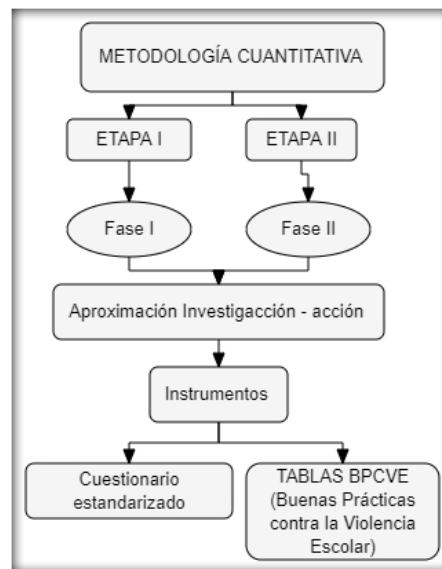 METODOLOGÍA CUANTITATIVA
ETAPA I
ETAPA II
Fase I
Fase II
Aproximación Investigacción - acción
Instrumentos
Cuestionario
estandarizado
TABLAS BPCVE
(Buenas Prácticas
contra la Violencia
Escolar)